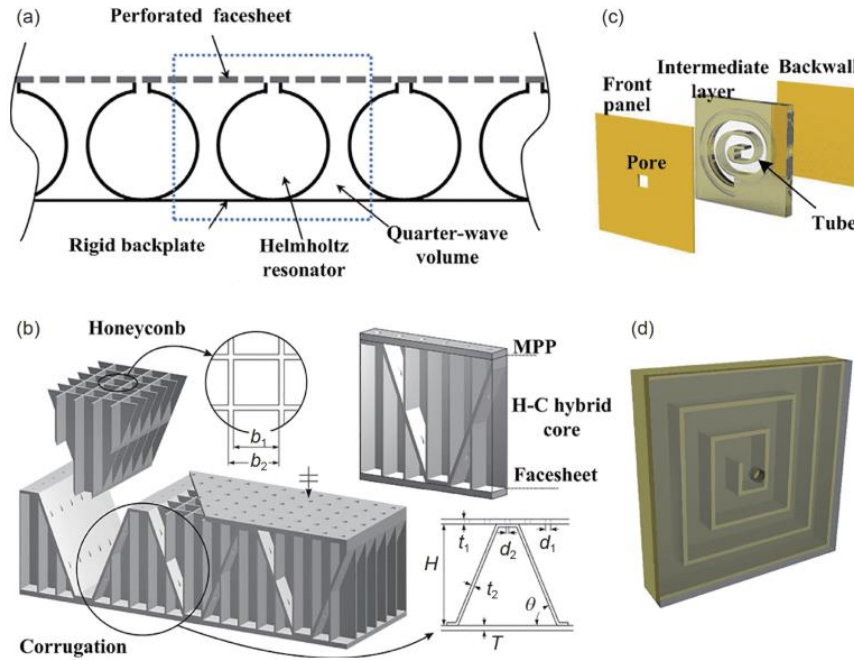 (a)
Perforated facesheet
Rigid backplate
Helmholtz
resonator
Quarter-wave
volume
(c)
Front
panel
Intermediate
layer
Backwall
Pore
Tube
(b)
Honeyconb
b1
b2
MPP
H-C hybrid
core
Facesheet
Corrugation
H
t1
d2
d1
t2
θ
T
(d)